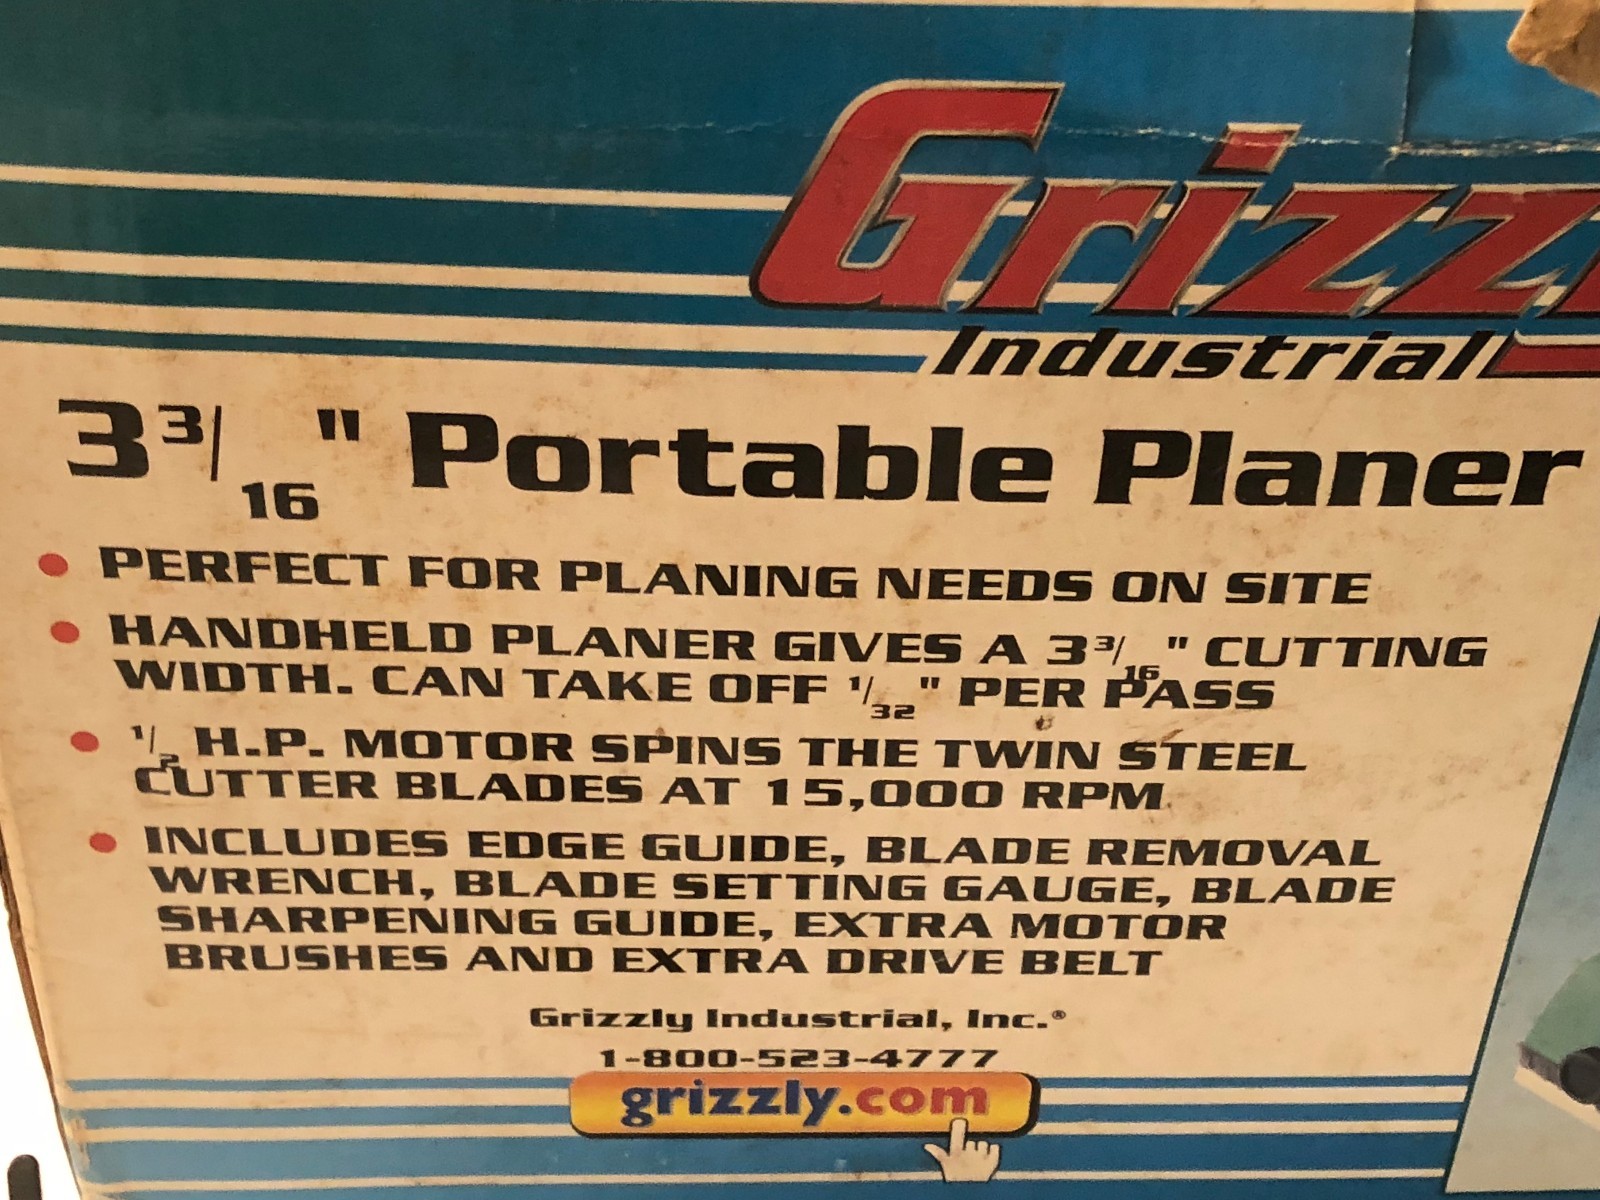 Grizzl
Industrial
3 3/16" Portable Planer
• PERFECT FOR PLANING NEEDS ON SITE
• HANDHELD PLANER GIVES A 3 3/16" CUTTING
WIDTH. CAN TAKE OFF 1/32" PER PASS
• 1/2 H.P. MOTOR SPINS THE TWIN STEEL
CUTTER BLADES AT 15,000 RPM
• INCLUDES EDGE GUIDE, BLADE REMOVAL
WRENCH, BLADE SETTING GAUGE, BLADE
SHARPENING GUIDE, EXTRA MOTOR
BRUSHES AND EXTRA DRIVE BELT
Grizzly Industrial, Inc.®
1-800-523-4777
grizzly.com